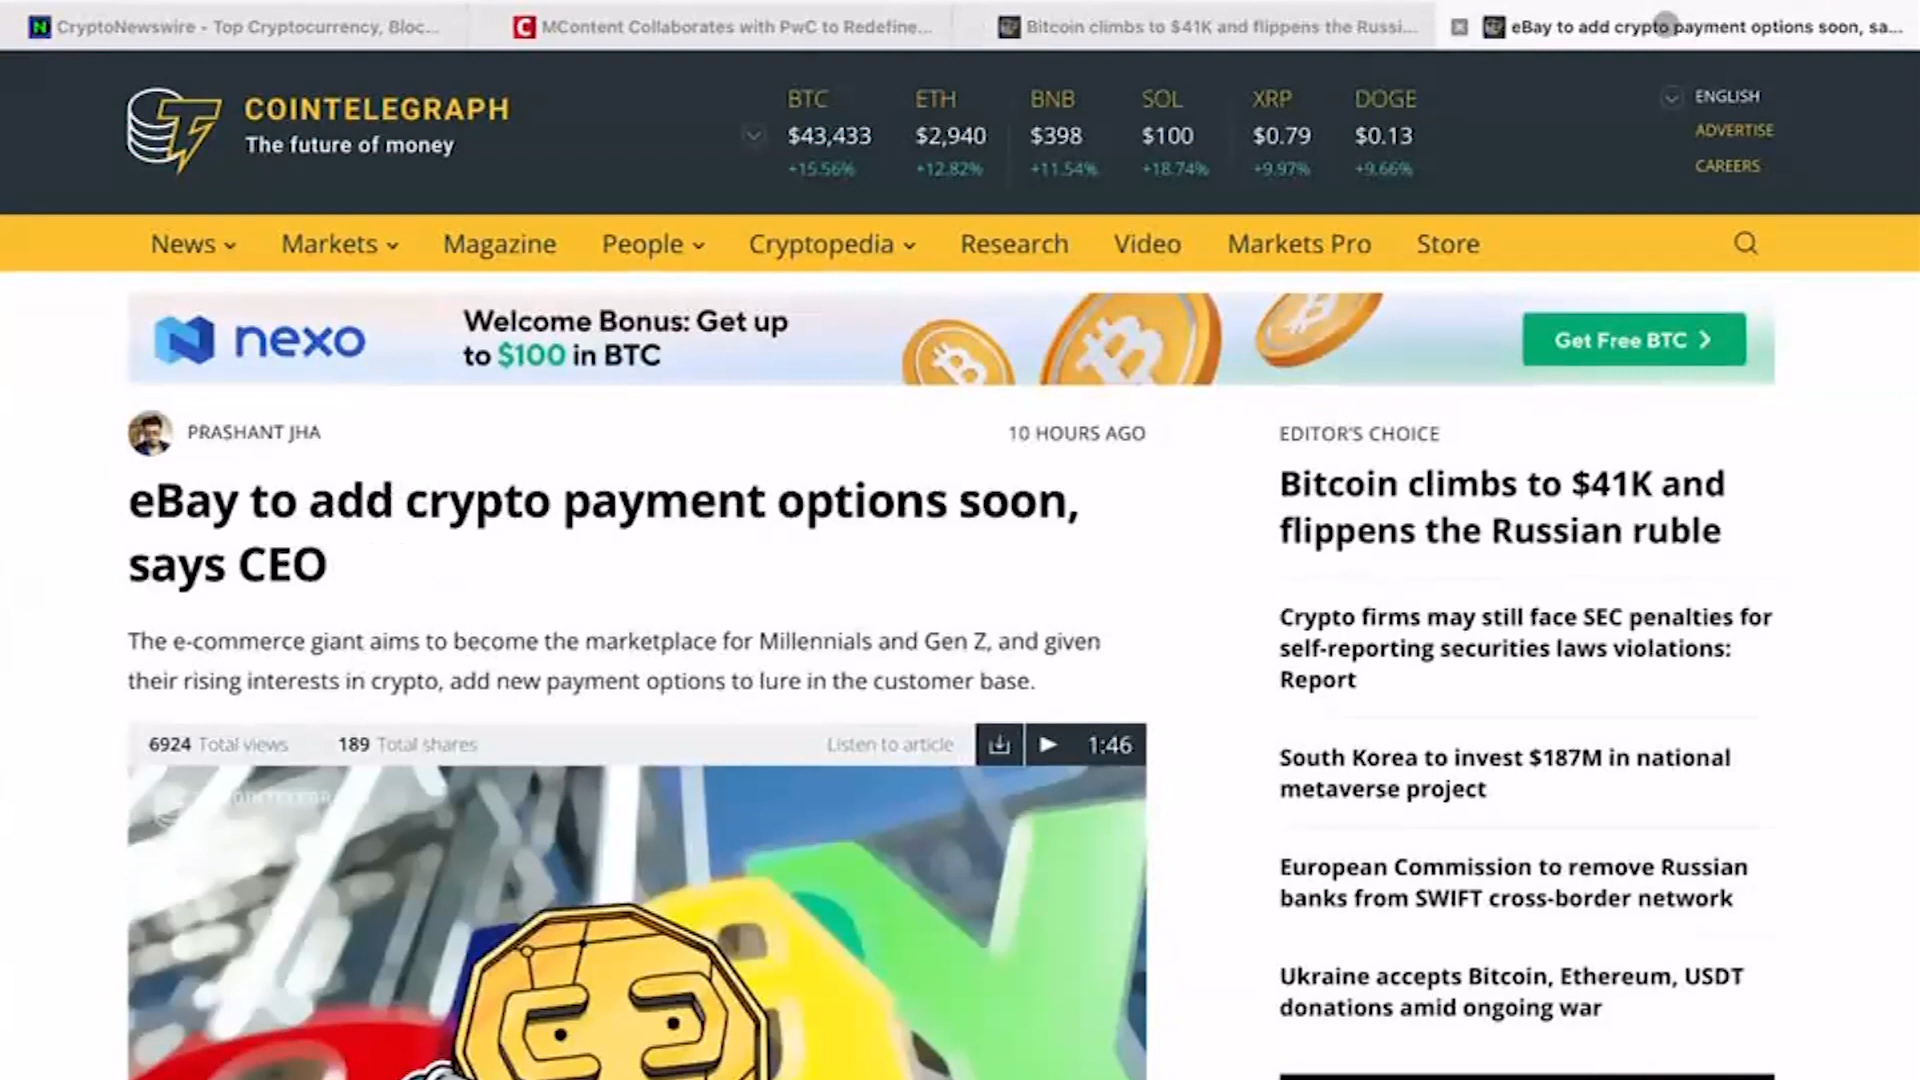 CryptoNewswire - Top Cryptocurrency, Bloc...
MContent Collaborates with PwC to Redefine...
Bitcoin climbs to $41K and flippens the Russi...
eBay to add crypto payment options soon, sa...
COINTELEGRAPH
The future of money
BTC ETH BNB SOL XRP DOGE
$43,433 $2,940 $398 $100 $0.79 $0.13
+15.56% +12.82% +11.54% +18.74% +9.97% +9.66%
ENGLISH
ADVERTISE
CAREERS
News Markets Magazine People Cryptopedia Research Video Markets Pro Store
nexo
Welcome Bonus: Get up
to $100 in BTC
Get Free BTC
PRASHANT JHA
10 HOURS AGO
eBay to add crypto payment options soon,
says CEO
The e-commerce giant aims to become the marketplace for Millennials and Gen Z, and given
their rising interests in crypto, add new payment options to lure in the customer base.
6924 Total views 189 Total shares Listen to article 1:46
EDITOR'S CHOICE
Bitcoin climbs to $41K and
flippens the Russian ruble
Crypto firms may still face SEC penalties for
self-reporting securities laws violations:
Report
South Korea to invest $187M in national
metaverse project
European Commission to remove Russian
banks from SWIFT cross-border network
Ukraine accepts Bitcoin, Ethereum, USDT
donations amid ongoing war